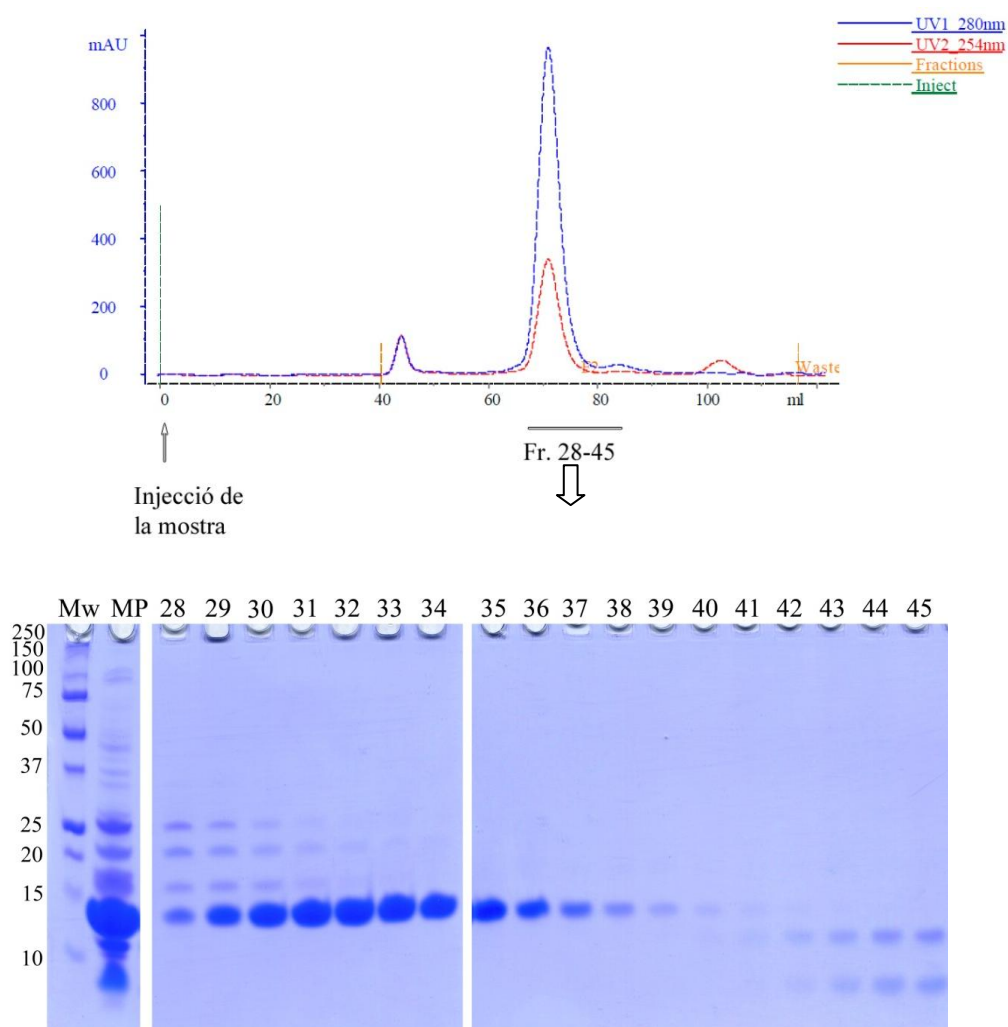 mAU
800
600
400
200
0
0 20 40 60 80 100 ml
Waste
UV1_280nm
UV2_254nm
Fractions
Inject
Fr. 28-45
Injecció de
la mostra
Mw MP 28 29 30 31 32 33 34 35 36 37 38 39 40 41 42 43 44 45
250
150
100
75
50
37
25
20
15
10